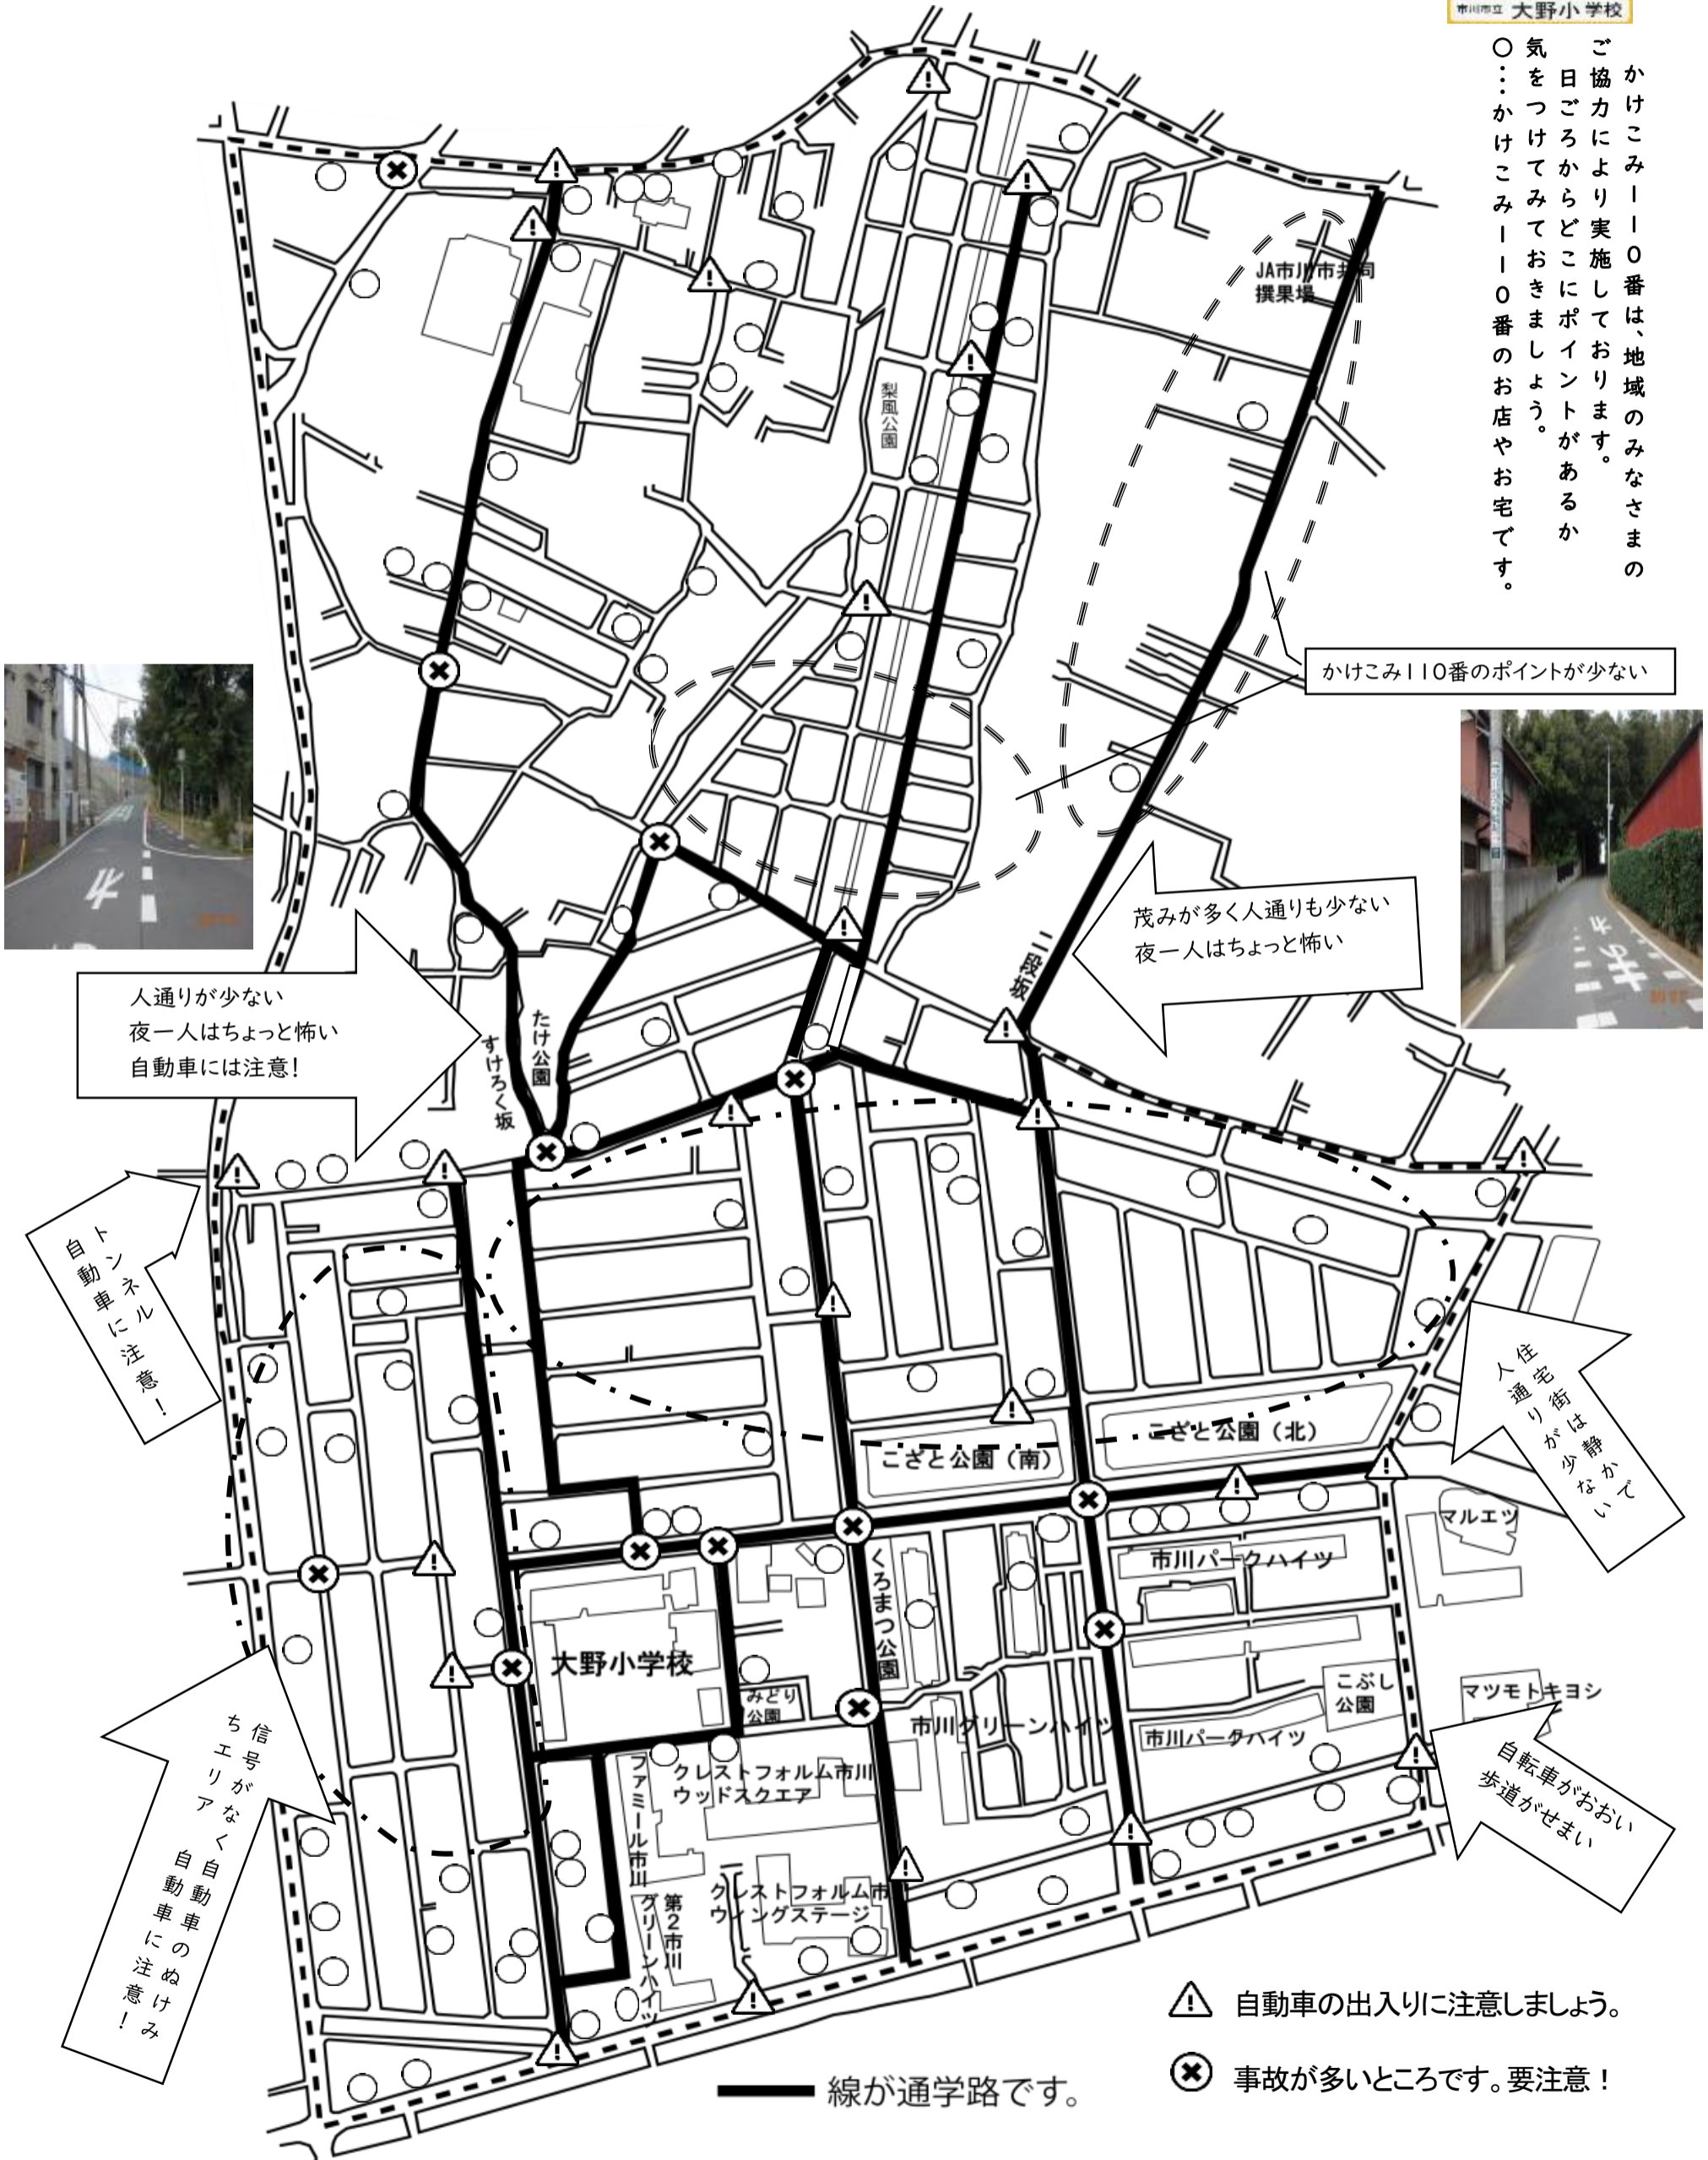 市川市立 大野小学校
かけこみ110番は、地域のみなさまの
ご協力により実施しております。
日ごろからどこにポイントがあるか
気をつけてみておきましょう。
○…かけこみ110番のお店やお宅です。
JA市川市共同
撰果場
梨風公園
かけこみ110番のポイントが少ない
茂みが多く人通りも少ない
夜一人はちょっと怖い
二段坂
人通りが少ない
夜一人はちょっと怖い
自動車には注意！
たけ公園
すけろく坂
トンネル
自動車に注意！
住宅街は静かで
人通りが少ない
こざと公園（北）
こざと公園（南）
マルエツ
市川パークハイツ
くろまつ公園
大野小学校
みどり
公園
こぶし
公園
マツモトキヨシ
市川グリーンハイツ
市川パークハイツ
信号がなく自動車のぬけみ
ちエリア　自動車に注意！
自転車がおおい
歩道がせまい
クレストフォルム市川
ウッドスクエア
ファミール市川
クレストフォルム市
ウィングステージ
第2市川
グリーンハイツ
自動車の出入りに注意しましょう。
事故が多いところです。要注意！
線が通学路です。